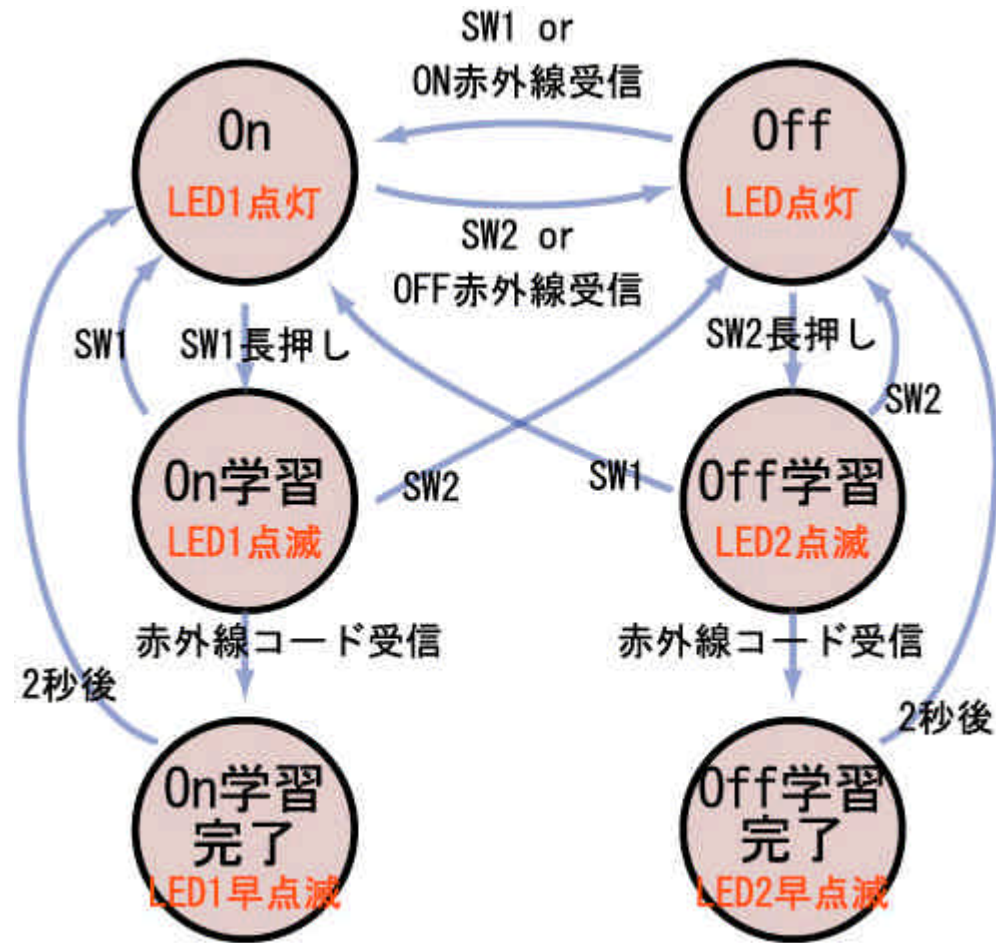 SW1 or
ON赤外線受信
On
LED1点灯
Off
LED点灯
SW2 or
OFF赤外線受信
SW1
SW1長押し
SW2長押し
SW2
On学習
LED1点滅
SW2
SW1
Off学習
LED2点滅
赤外線コード受信
赤外線コード受信
2秒後
2秒後
On学習
完了
LED1早点滅
Off学習
完了
LED2早点滅